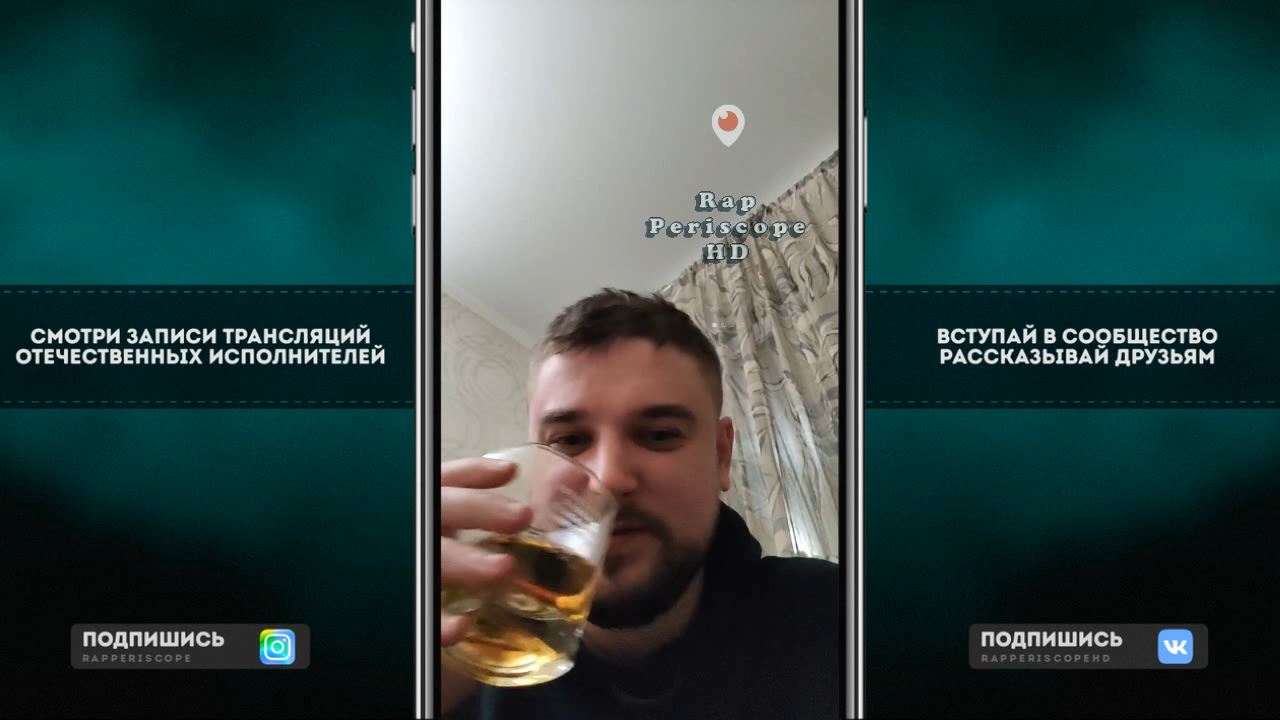 Rap
Periscope
HD
СМОТРИ ЗАПИСИ ТРАНСЛЯЦИЙ
ОТЕЧЕСТВЕННЫХ ИСПОЛНИТЕЛЕЙ
ВСТУПАЙ В СООБЩЕСТВО
РАССКАЗЫВАЙ ДРУЗЬЯМ
ПОДПИШИСЬ
RAPPERISCOPE
ПОДПИШИСЬ
RAPPERISCOPEHD